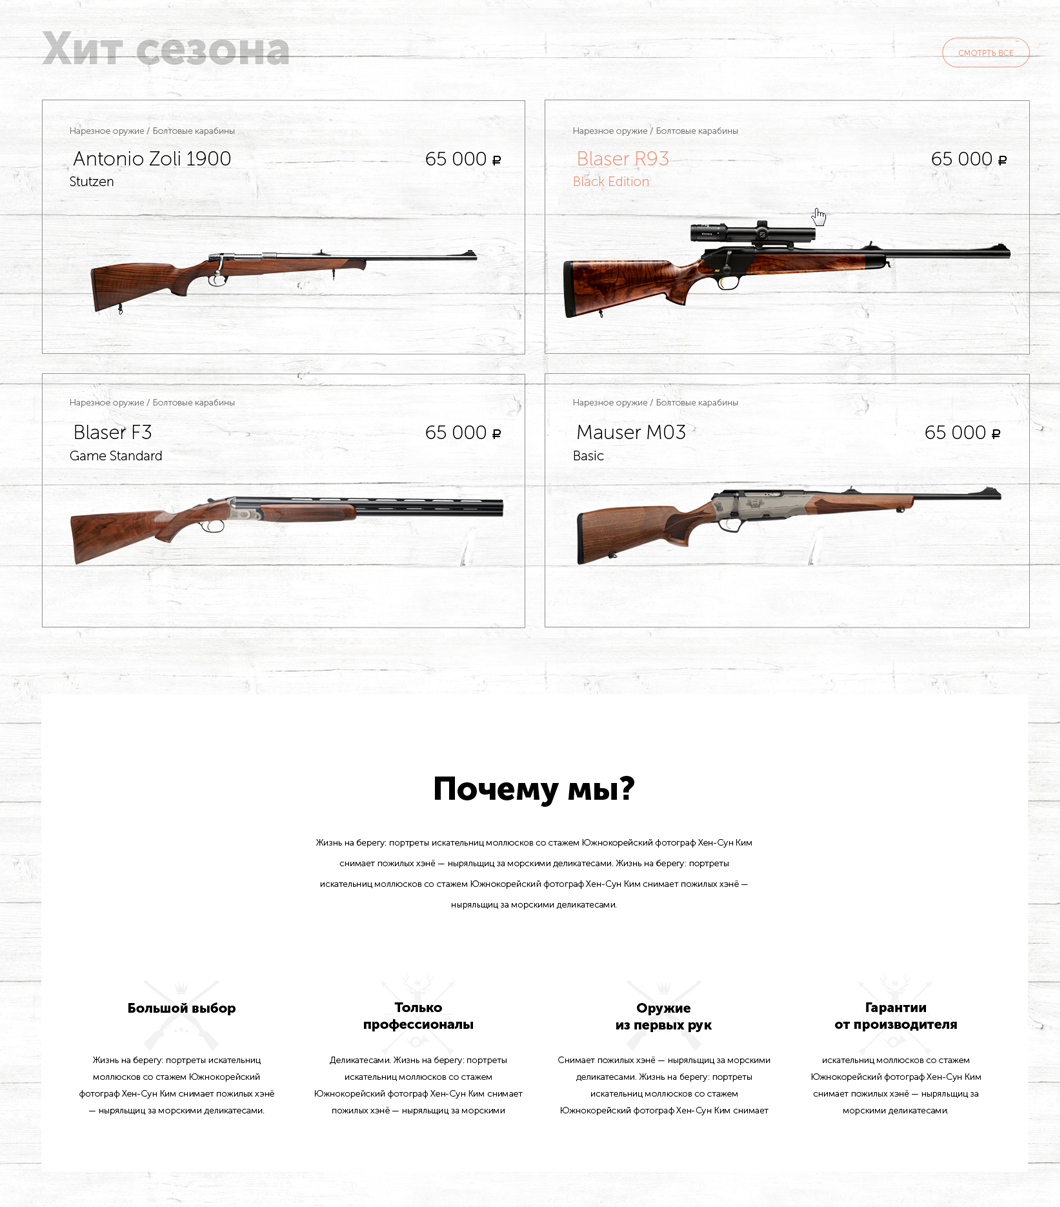 Хит сезона
СМОТРТЬ ВСЕ
Нарезное оружие / Болтовые карабины
Antonio Zoli 1900
65 000 ₽
Stutzen
Нарезное оружие / Болтовые карабины
Blaser R93
65 000 ₽
Black Edition
Нарезное оружие / Болтовые карабины
Blaser F3
65 000 ₽
Game Standard
Нарезное оружие / Болтовые карабины
Mauser M03
65 000 ₽
Basic
Почему мы?
Жизнь на берегу: портреты искательниц моллюсков со стажем Южнокорейский фотограф Хен-Сун Ким
снимает пожилых хэнё — ныряльщиц за морскими деликатесами. Жизнь на берегу: портреты
искательниц моллюсков со стажем Южнокорейский фотограф Хен-Сун Ким снимает пожилых хэнё —
ныряльщиц за морскими деликатесами.
Большой выбор
Жизнь на берегу: портреты искательниц
моллюсков со стажем Южнокорейский
фотограф Хен-Сун Ким снимает пожилых хэнё
— ныряльщиц за морскими деликатесами.
Только
профессионалы
Деликатесами. Жизнь на берегу: портреты
искательниц моллюсков со стажем
Южнокорейский фотограф Хен-Сун Ким снимает
пожилых хэнё — ныряльщиц за морскими
Оружие
из первых рук
Снимает пожилых хэнё — ныряльщиц за морскими
деликатесами. Жизнь на берегу: портреты
искательниц моллюсков со стажем
Южнокорейский фотограф Хен-Сун Ким снимает
Гарантии
от производителя
искательниц моллюсков со стажем
Южнокорейский фотограф Хен-Сун Ким
снимает пожилых хэнё — ныряльщиц за
морскими деликатесами.